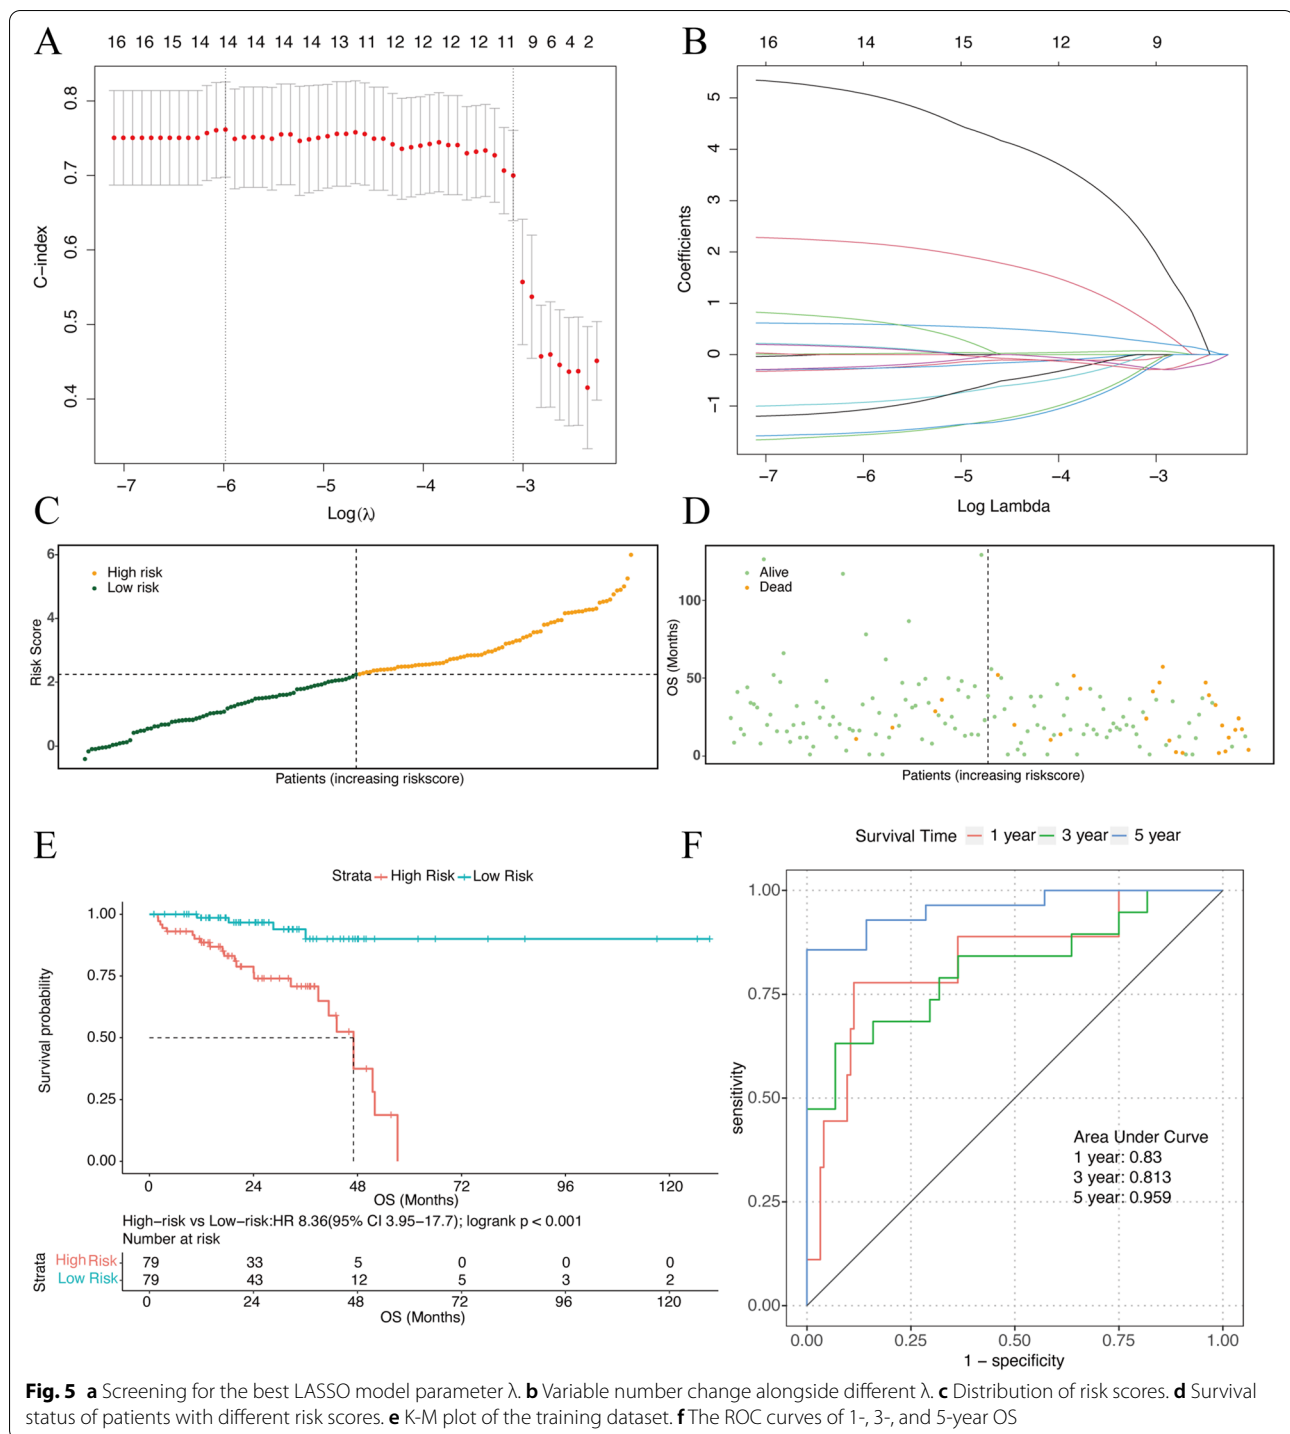 A
16 16 15 14 14 14 14 14 13 11 12 12 12 12 11 9 6 4 2
C−index
0.8
0.7
0.6
0.5
0.4
−7 −6 −5 −4 −3
Log(λ)
B
16 14 15 12 9
Coefficients
5
4
3
2
1
0
−1
−7 −6 −5 −4 −3
Log Lambda
C
High risk
Low risk
Risk Score
6
4
2
0
Patients (increasing riskscore)
D
Alive
Dead
OS (Months)
100
50
0
Patients (increasing riskscore)
E
Strata High Risk Low Risk
Survival probability
1.00
0.75
0.50
0.25
0.00
0 24 48 72 96 120
OS (Months)
High−risk vs Low−risk:HR 8.36(95% CI 3.95−17.7); logrank p < 0.001
Number at risk
Strata
High Risk 79 33 5 0 0 0
Low Risk 79 43 12 5 3 2
0 24 48 72 96 120
OS (Months)
F
Survival Time 1 year 3 year 5 year
sensitivity
1.00
0.75
0.50
0.25
0.00
Area Under Curve
1 year: 0.83
3 year: 0.813
5 year: 0.959
0.00 0.25 0.50 0.75 1.00
1 − specificity
Fig. 5 a Screening for the best LASSO model parameter λ. b Variable number change alongside different λ. c Distribution of risk scores. d Survival
status of patients with different risk scores. e K-M plot of the training dataset. f The ROC curves of 1-, 3-, and 5-year OS